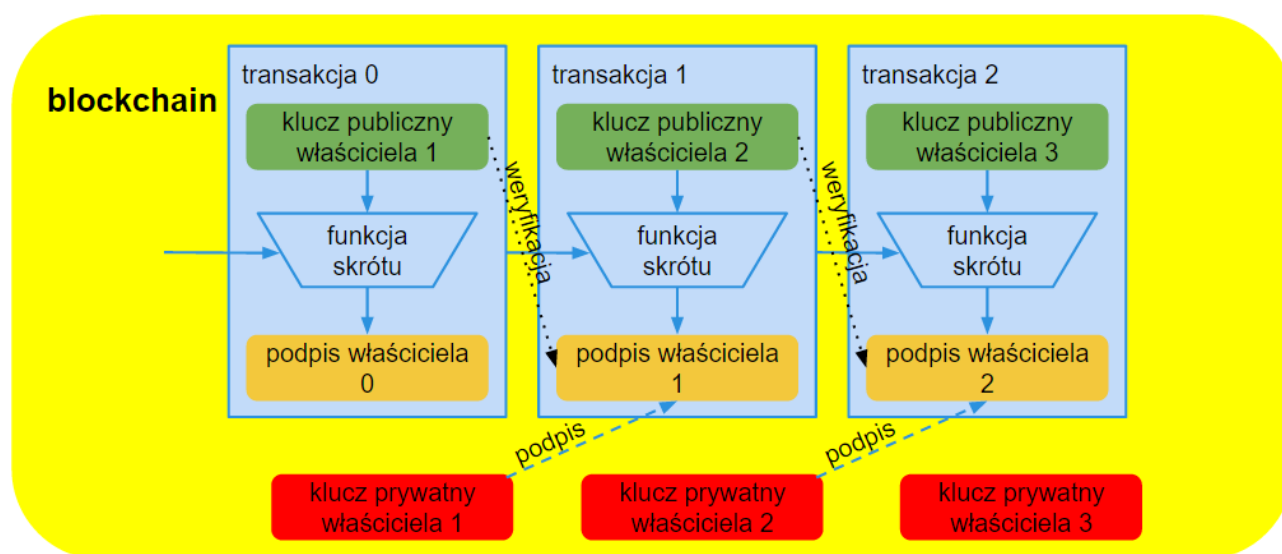 blockchain
transakcja 0
klucz publiczny
właściciela 1
funkcja
skrótu
podpis właściciela
0
weryfikacja
transakcja 1
klucz publiczny
właściciela 2
funkcja
skrótu
podpis właściciela
1
weryfikacja
transakcja 2
klucz publiczny
właściciela 3
funkcja
skrótu
podpis właściciela
2
podpis
podpis
klucz prywatny
właściciela 1
klucz prywatny
właściciela 2
klucz prywatny
właściciela 3